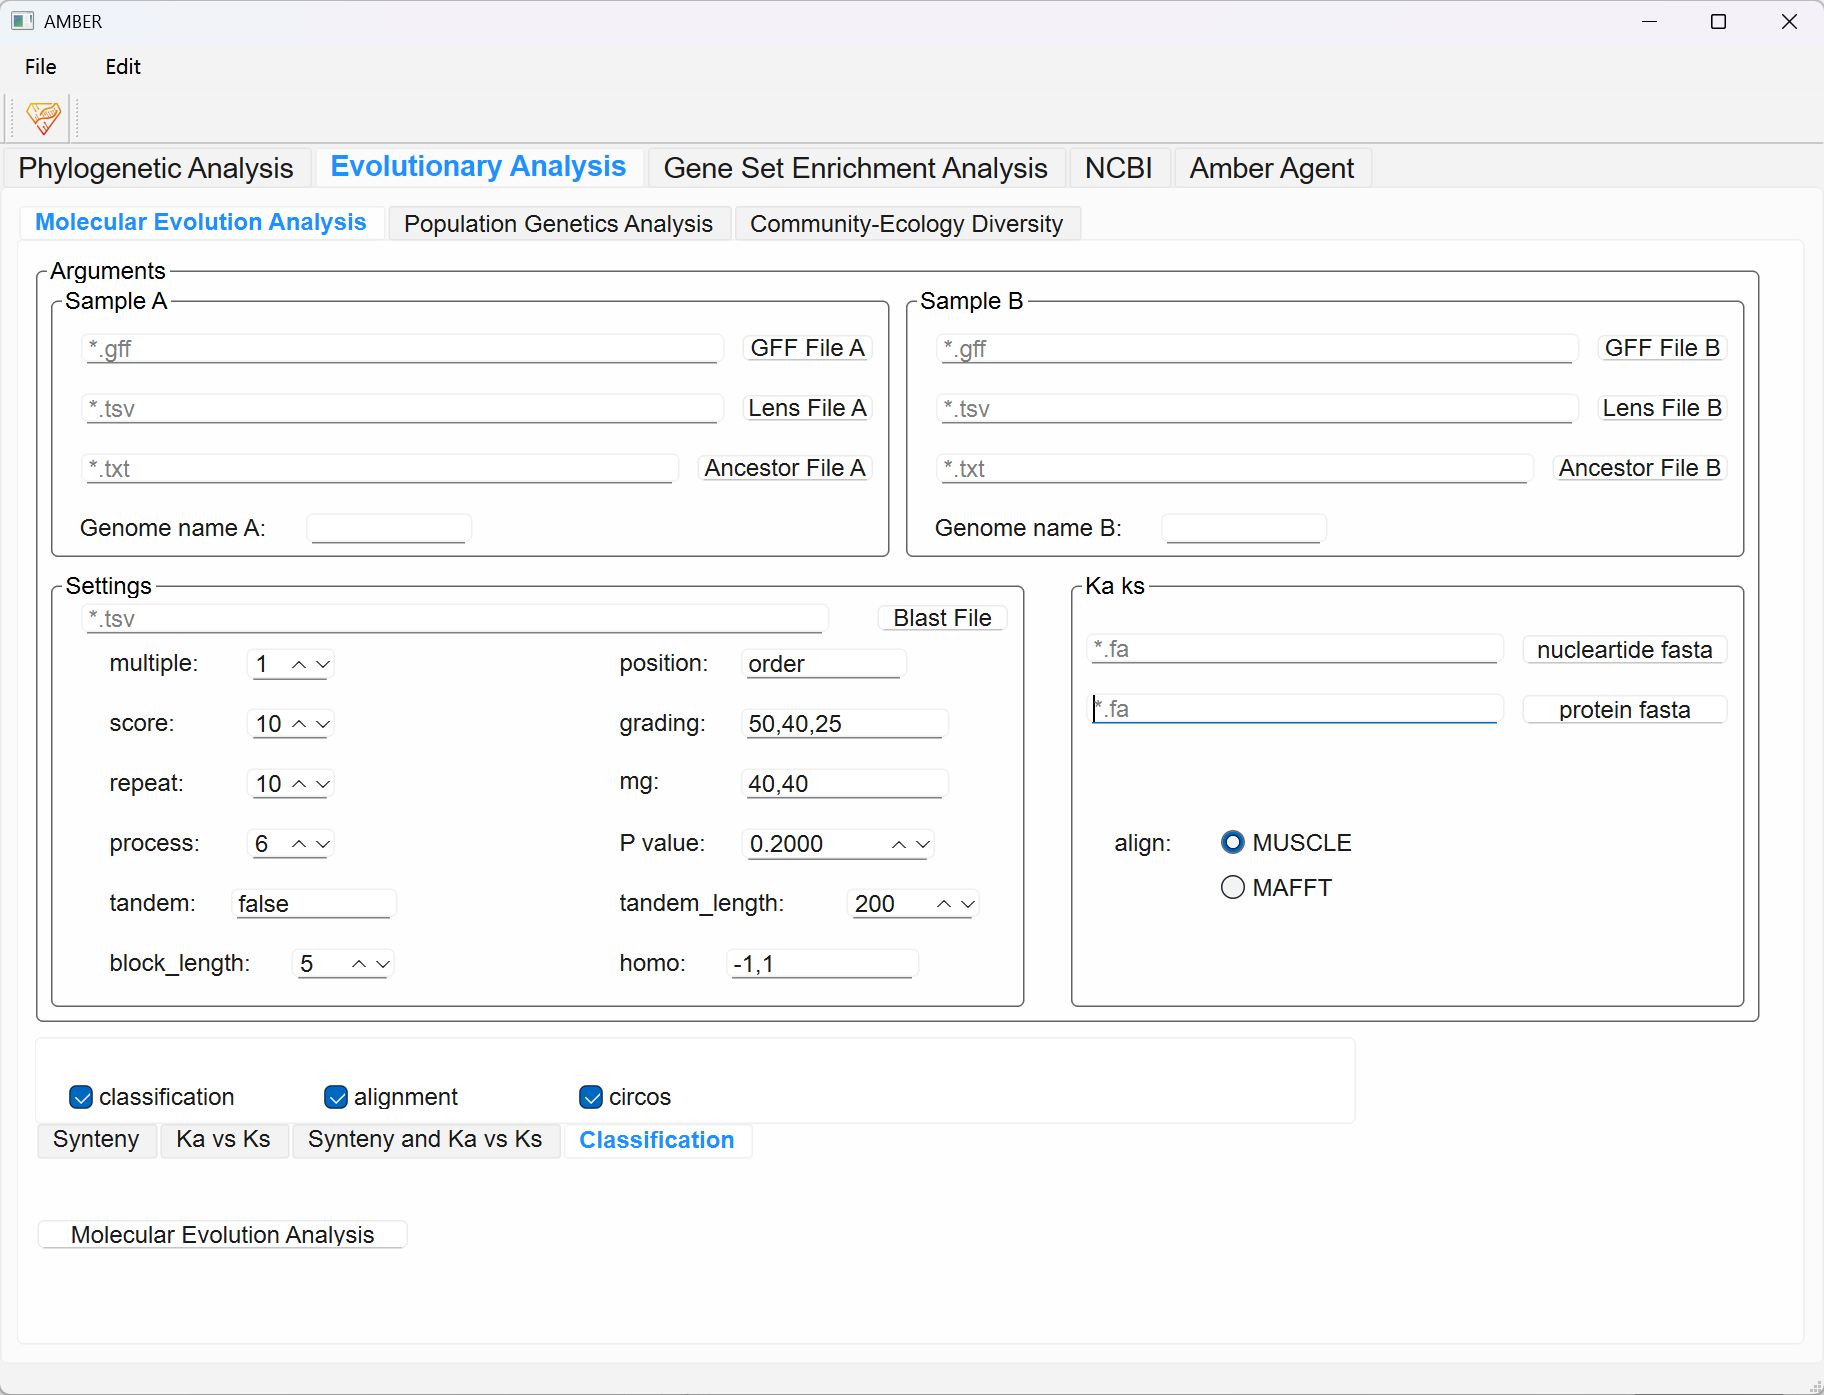 AMBER
File Edit
Phylogenetic Analysis Evolutionary Analysis Gene Set Enrichment Analysis NCBI Amber Agent
Molecular Evolution Analysis Population Genetics Analysis Community-Ecology Diversity
Arguments
Sample A Sample B
*.gff GFF File A *.gff GFF File B
*.tsv Lens File A *.tsv Lens File B
*.txt Ancestor File A *.txt Ancestor File B
Genome name A: Genome name B:
Settings Ka ks
*.tsv Blast File
*.fa nucleartide fasta
multiple: 1 position: order
*.fa protein fasta
score: 10 grading: 50,40,25
repeat: 10 mg: 40,40
process: 6 P value: 0.2000 align: MUSCLE
MAFFT
tandem: false tandem_length: 200
block_length: 5 homo: -1,1
classification alignment circos
Synteny Ka vs Ks Synteny and Ka vs Ks Classification
Molecular Evolution Analysis